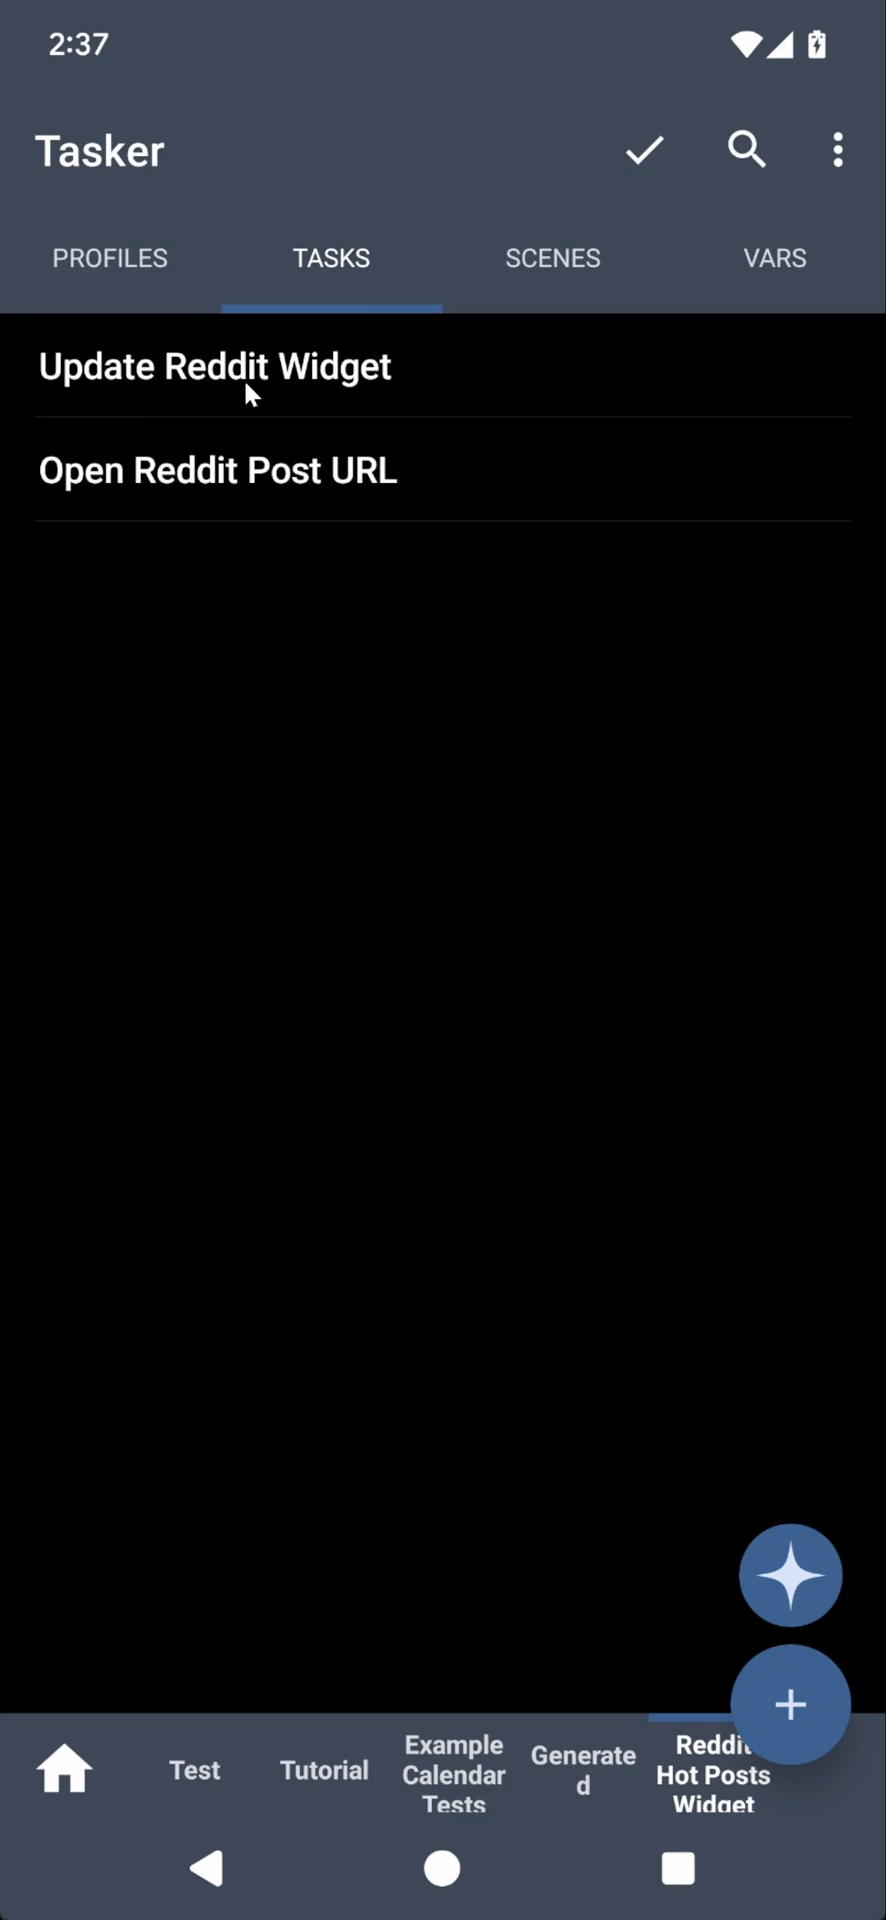 2:37
Tasker
PROFILES
TASKS
SCENES
VARS
Update Reddit Widget
Open Reddit Post URL
Test
Tutorial
Example
Calendar
Tests
Generate
d
Reddit
Hot Posts
Widget